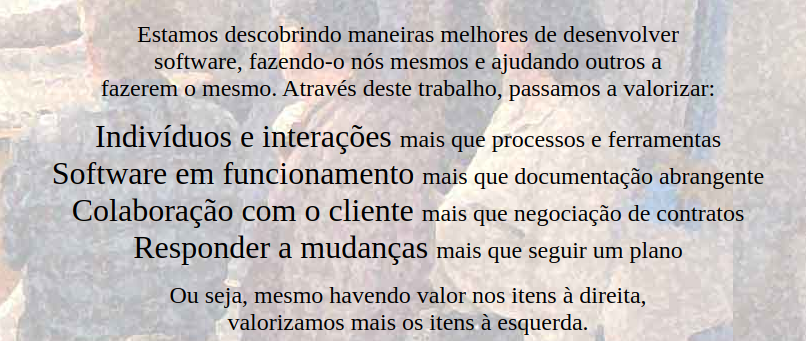 Estamos descobrindo maneiras melhores de desenvolver
software, fazendo-o nós mesmos e ajudando outros a
fazerem o mesmo. Através deste trabalho, passamos a valorizar:
Indivíduos e interações mais que processos e ferramentas
Software em funcionamento mais que documentação abrangente
Colaboração com o cliente mais que negociação de contratos
Responder a mudanças mais que seguir um plano
Ou seja, mesmo havendo valor nos itens à direita,
valorizamos mais os itens à esquerda.